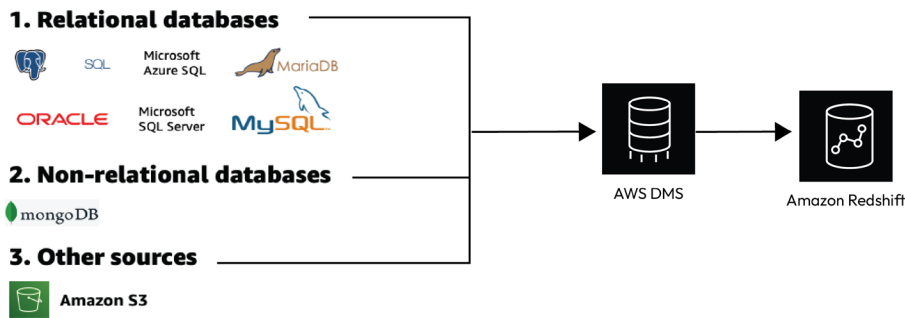 1. Relational databases
SQL
Microsoft
Azure SQL
MariaDB
ORACLE
Microsoft
SQL Server
MySQL
2. Non-relational databases
mongoDB
3. Other sources
Amazon S3
AWS DMS
Amazon Redshift